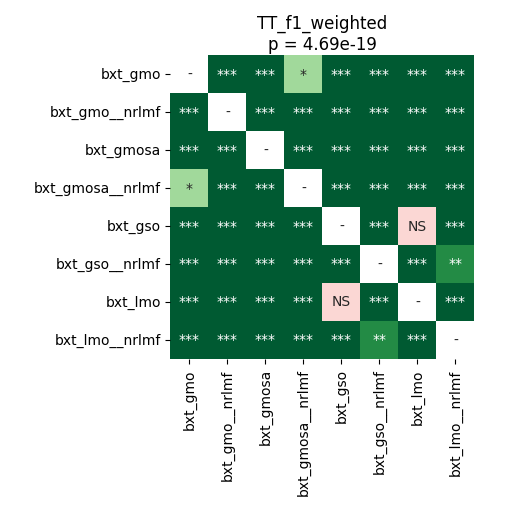 TT_f1_weighted
p = 4.69e-19
bxt_gmo - *** *** * *** *** *** ***
bxt_gmo__nrlmf *** - *** *** *** *** *** ***
bxt_gmosa *** *** - *** *** *** *** ***
bxt_gmosa__nrlmf * *** *** - *** *** *** ***
bxt_gso *** *** *** *** - *** NS ***
bxt_gso__nrlmf *** *** *** *** *** - *** **
bxt_lmo *** *** *** *** NS *** - ***
bxt_lmo__nrlmf *** *** *** *** *** ** *** -
bxt_gmo
bxt_gmo__nrlmf
bxt_gmosa
bxt_gmosa__nrlmf
bxt_gso
bxt_gso__nrlmf
bxt_lmo
bxt_lmo__nrlmf